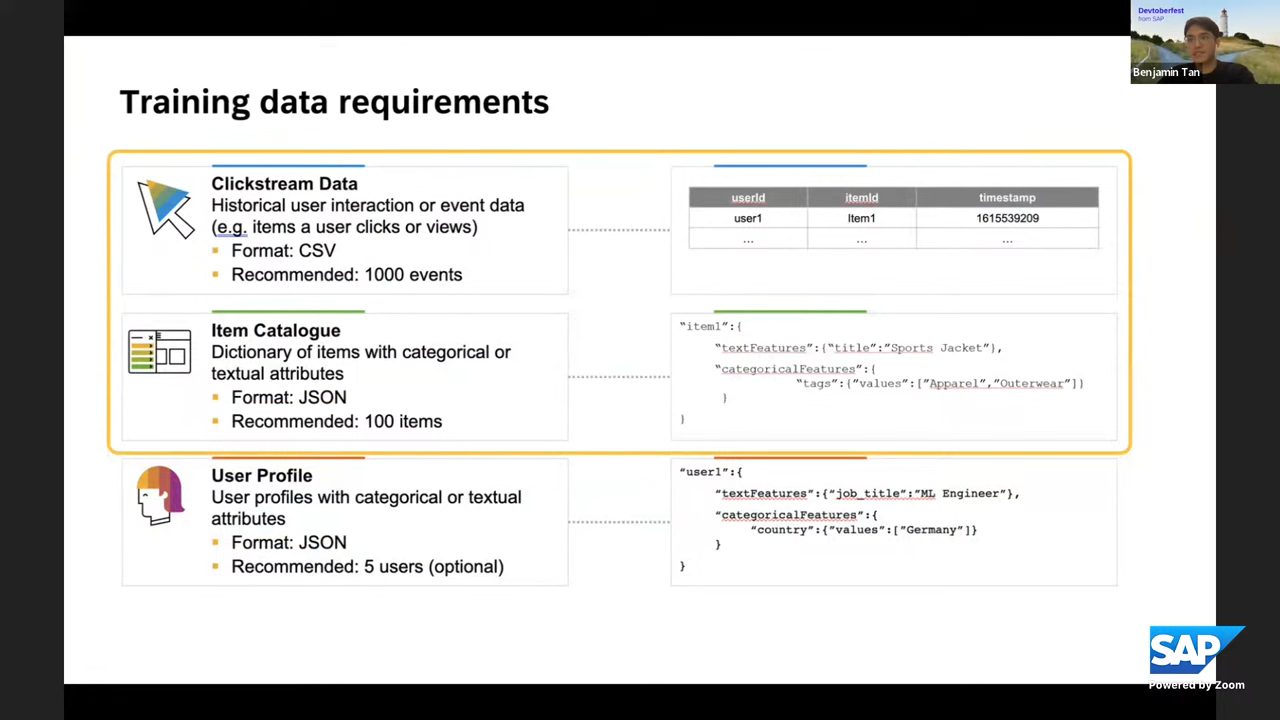 Devtoberfest
from SAP
Benjamin Tan
Training data requirements
Clickstream Data
Historical user interaction or event data
(e.g. items a user clicks or views)
Format: CSV
Recommended: 1000 events
userId itemId timestamp
user1 Item1 1615539209
... ... ...
Item Catalogue
Dictionary of items with categorical or
textual attributes
Format: JSON
Recommended: 100 items
“item1”:{
“textFeatures”:{“title”:”Sports Jacket”},
“categoricalFeatures”:{
“tags”:{”values”:[”Apparel”,”Outerwear”]}
}
}
User Profile
User profiles with categorical or textual
attributes
Format: JSON
Recommended: 5 users (optional)
“user1”:{
“textFeatures”:{”job_title”:”ML Engineer”},
“categoricalFeatures”:{
“country”:{”values”:[”Germany”]}
}
}
SAP
Powered by Zoom